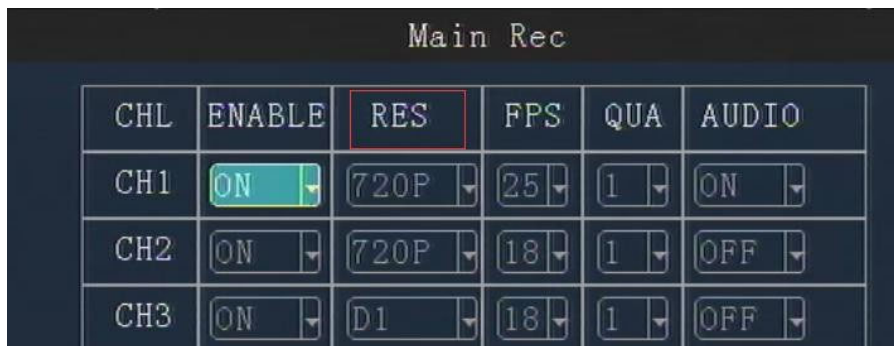 Main Rec
CHL ENABLE RES FPS QUA AUDIO
CH1 ON 720P 25 1 ON
CH2 ON 720P 18 1 OFF
CH3 ON D1 18 1 OFF